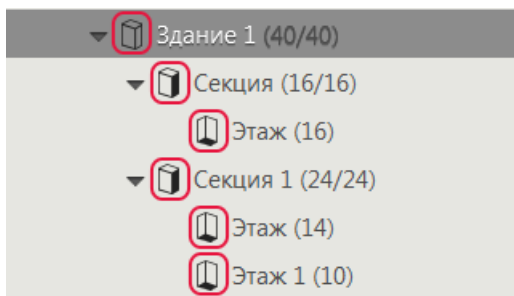 Здание 1 (40/40)
Секция (16/16)
Этаж (16)
Секция 1 (24/24)
Этаж (14)
Этаж 1 (10)